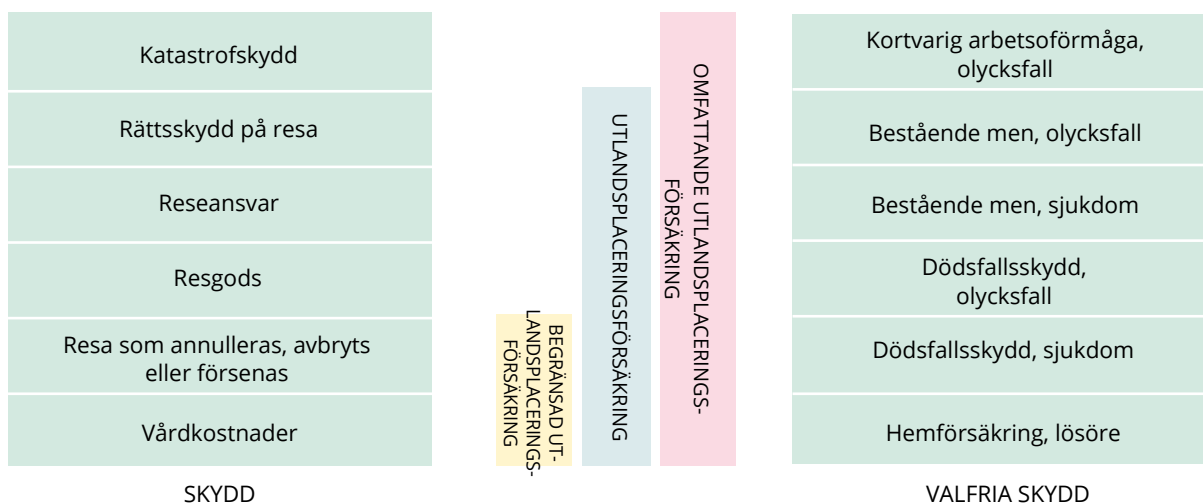 Katastrofskydd
Rättsskydd på resa
Reseansvar
Resgods
Resa som annulleras, avbryts
eller försenas
Vårdkostnader
SKYDD
BEGRÄNSAD UT-
LANDSPLACERINGS-
FÖRSÄKRING
UTLANDSPLACERINGSFÖRSÄKRING
OMFATTANDE UTLANDSPLACERINGS-
FÖRSÄKRING
Kortvarig arbetsoförmåga,
olycksfall
Bestående men, olycksfall
Bestående men, sjukdom
Dödsfallsskydd,
olycksfall
Dödsfallsskydd, sjukdom
Hemförsäkring, lösöre
VALFRIA SKYDD